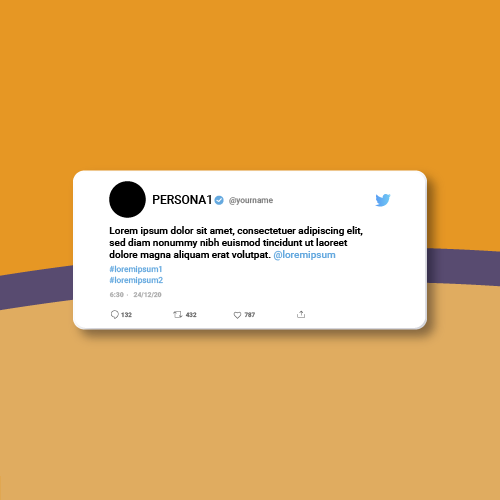 PERSONA1 @yourname
Lorem ipsum dolor sit amet, consectetuer adipiscing elit,
sed diam nonummy nibh euismod tincidunt ut laoreet
dolore magna aliquam erat volutpat. @loremipsum
#loremipsum1
#loremipsum2
6:30 · 24/12/20
132 432 787